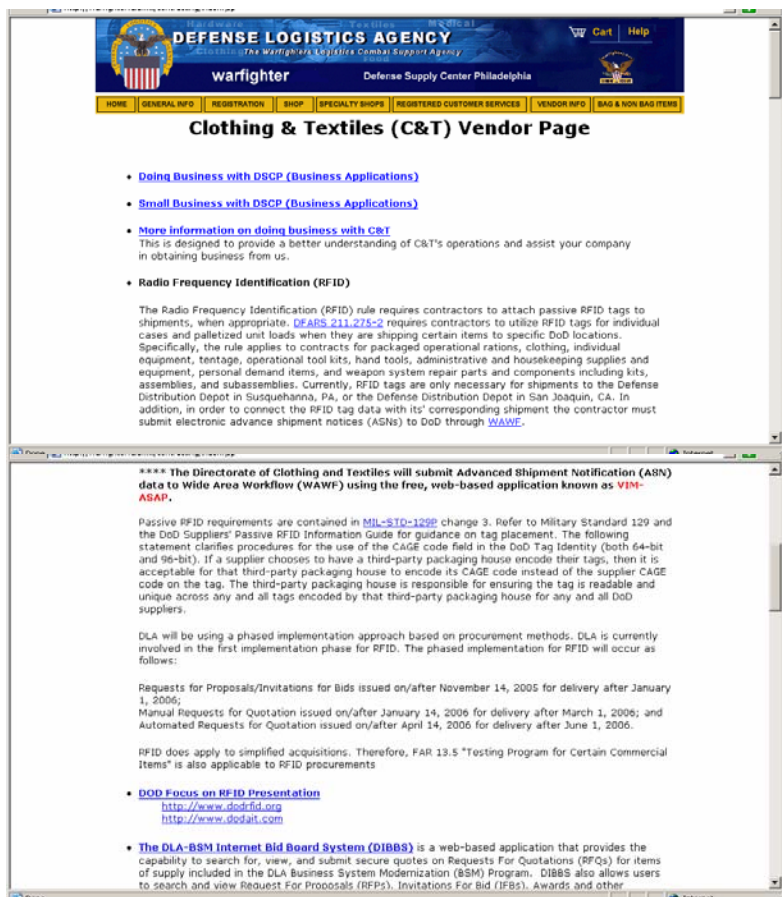 Hardware Textiles Medical
DEFENSE LOGISTICS AGENCY
Clothing The Warfighters Logistics Combat Support Agency
FOOD
Cart Help
warfighter Defense Supply Center Philadelphia
HOME GENERAL INFO REGISTRATION SHOP SPECIALTY SHOPS REGISTERED CUSTOMER SERVICES VENDOR INFO BAG & NON BAG ITEMS
Clothing & Textiles (C&T) Vendor Page
• Doing Business with DSCP (Business Applications)
• Small Business with DSCP (Business Applications)
• More information on doing business with C&T
This is designed to provide a better understanding of C&T's operations and assist your company
in obtaining business from us.
• Radio Frequency Identification (RFID)
The Radio Frequency Identification (RFID) rule requires contractors to attach passive RFID tags to
shipments, when appropriate. DFARS 211.275-2 requires contractors to utilize RFID tags for individual
cases and palletized unit loads when they are shipping certain items to specific DoD locations.
Specifically, the rule applies to contracts for packaged operational rations, clothing, individual
equipment, tentage, operational tool kits, hand tools, administrative and housekeeping supplies and
equipment, personal demand items, and weapon system repair parts and components including kits,
assemblies, and subassemblies. Currently, RFID tags are only necessary for shipments to the Defense
Distribution Depot in Susquehanna, PA, or the Defense Distribution Depot in San Joaquin, CA. In
addition, in order to connect the RFID tag data with its' corresponding shipment the contractor must
submit electronic advance shipment notices (ASNs) to DoD through WAWF.
Internet
**** The Directorate of Clothing and Textiles will submit Advanced Shipment Notification (ASN)
data to Wide Area Workflow (WAWF) using the free, web-based application known as VIM-
ASAP.
Passive RFID requirements are contained in MIL-STD-129P change 3. Refer to Military Standard 129 and
the DoD Suppliers' Passive RFID Information Guide for guidance on tag placement. The following
statement clarifies procedures for the use of the CAGE code field in the DoD Tag Identity (both 64-bit
and 96-bit). If a supplier chooses to have a third-party packaging house encode their tags, then it is
acceptable for that third-party packaging house to encode its CAGE code instead of the supplier CAGE
code on the tag. The third-party packaging house is responsible for ensuring the tag is readable and
unique across any and all tags encoded by that third-party packaging house for any and all DoD
suppliers.
DLA will be using a phased implementation approach based on procurement methods. DLA is currently
involved in the first implementation phase for RFID. The phased implementation for RFID will occur as
follows:
Requests for Proposals/Invitations for Bids issued on/after November 14, 2005 for delivery after January
1, 2006;
Manual Requests for Quotation issued on/after January 14, 2006 for delivery after March 1, 2006; and
Automated Requests for Quotation issued on/after April 14, 2006 for delivery after June 1, 2006.
RFID does apply to simplified acquisitions. Therefore, FAR 13.5 "Testing Program for Certain Commercial
Items" is also applicable to RFID procurements
• DOD Focus on RFID Presentation
http://www.dodrfid.org
http://www.dodait.com
• The DLA-BSM Internet Bid Board System (DIBBS) is a web-based application that provides the
capability to search for, view, and submit secure quotes on Requests For Quotations (RFQs) for items
of supply included in the DLA Business System Modernization (BSM) Program. DIBBS also allows users
to search and view Request For Proposals (RFPs), Invitations For Bid (IFBs), Awards and other